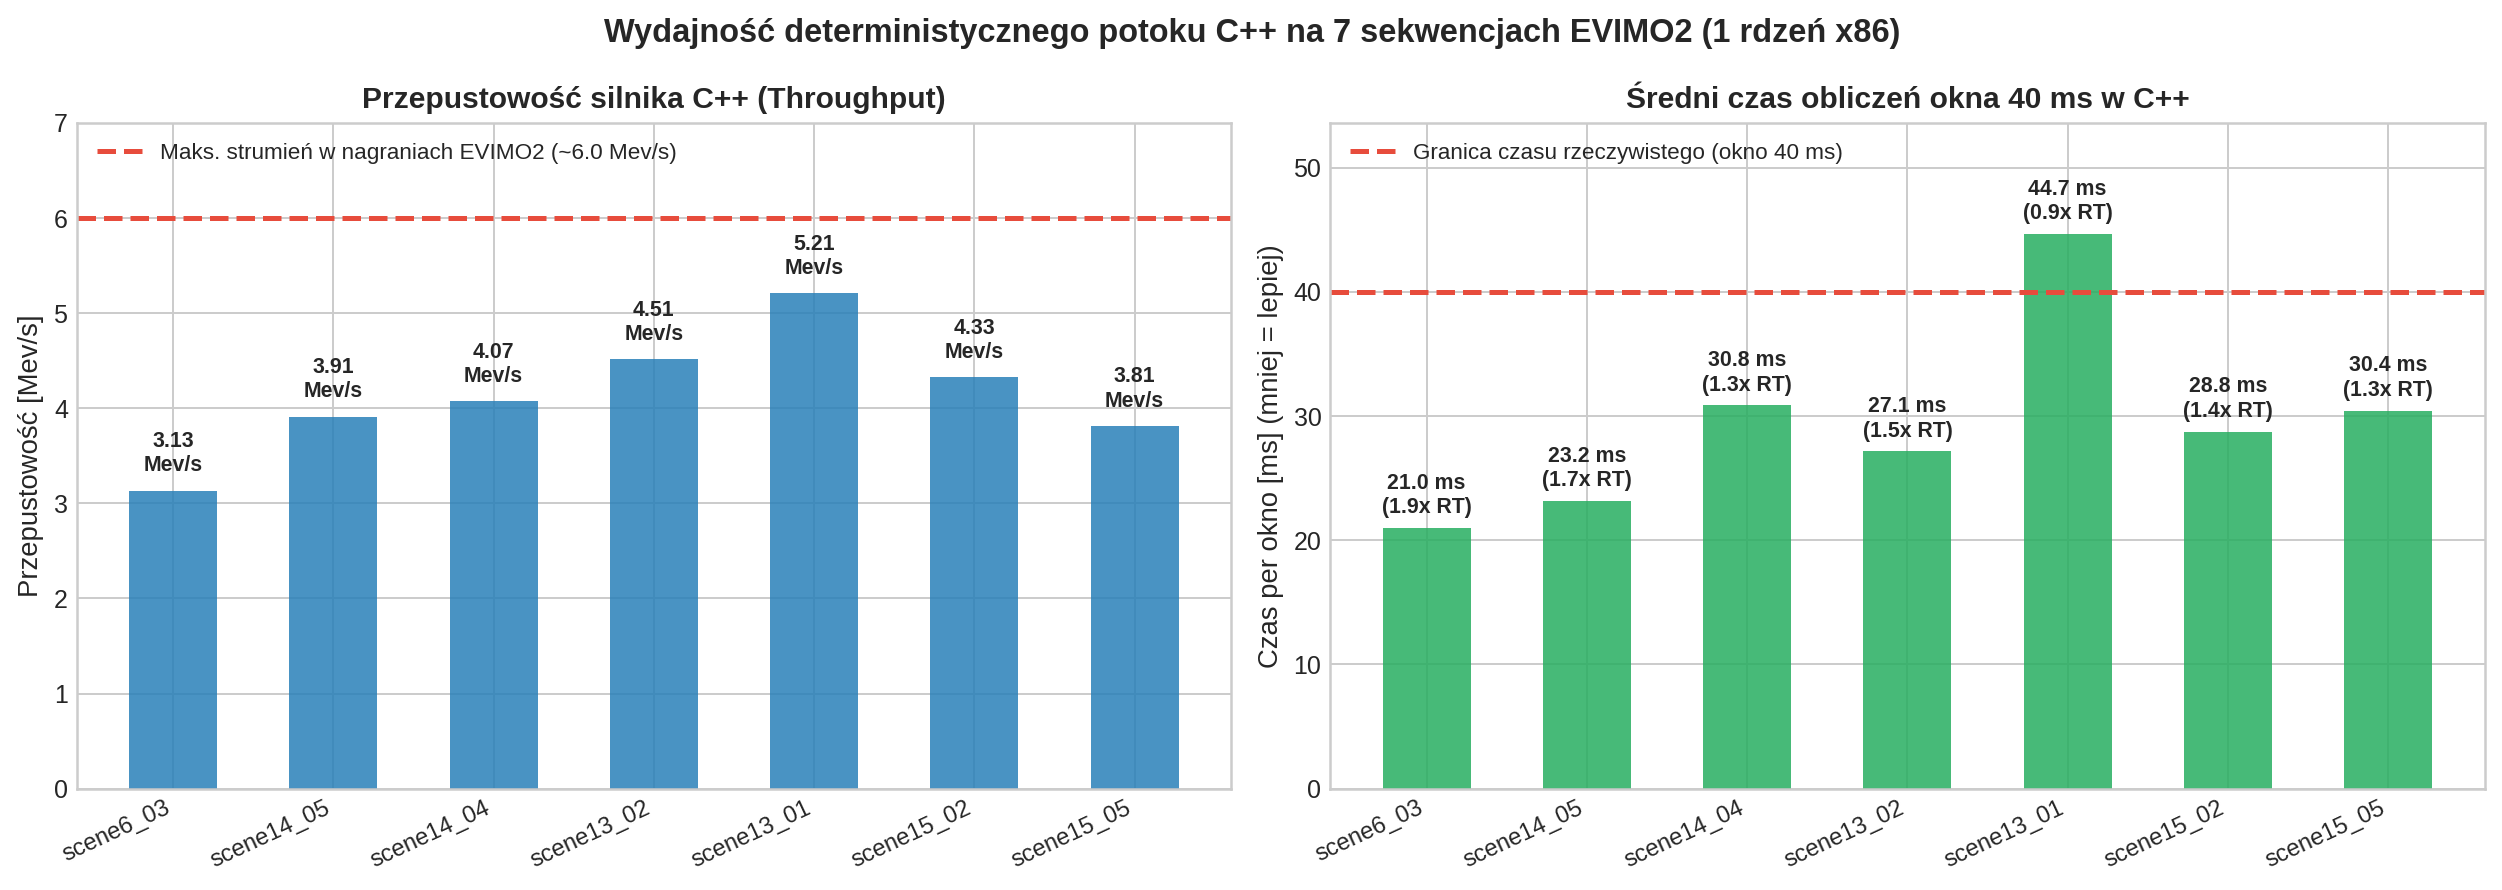 Wydajność deterministycznego potoku C++ na 7 sekwencjach EVIMO2 (1 rdzeń x86)
Przepustowość silnika C++ (Throughput)
Przepustowość [Mev/s]
7
6
5
4
3
2
1
0
Maks. strumień w nagraniach EVIMO2 (~6.0 Mev/s)
3.13
Mev/s
3.91
Mev/s
4.07
Mev/s
4.51
Mev/s
5.21
Mev/s
4.33
Mev/s
3.81
Mev/s
scene6_03
scene14_05
scene14_04
scene13_02
scene13_01
scene15_02
scene15_05
Średni czas obliczeń okna 40 ms w C++
Czas per okno [ms] (mniej = lepiej)
50
40
30
20
10
0
Granica czasu rzeczywistego (okno 40 ms)
21.0 ms
(1.9x RT)
23.2 ms
(1.7x RT)
30.8 ms
(1.3x RT)
27.1 ms
(1.5x RT)
44.7 ms
(0.9x RT)
28.8 ms
(1.4x RT)
30.4 ms
(1.3x RT)
scene6_03
scene14_05
scene14_04
scene13_02
scene13_01
scene15_02
scene15_05